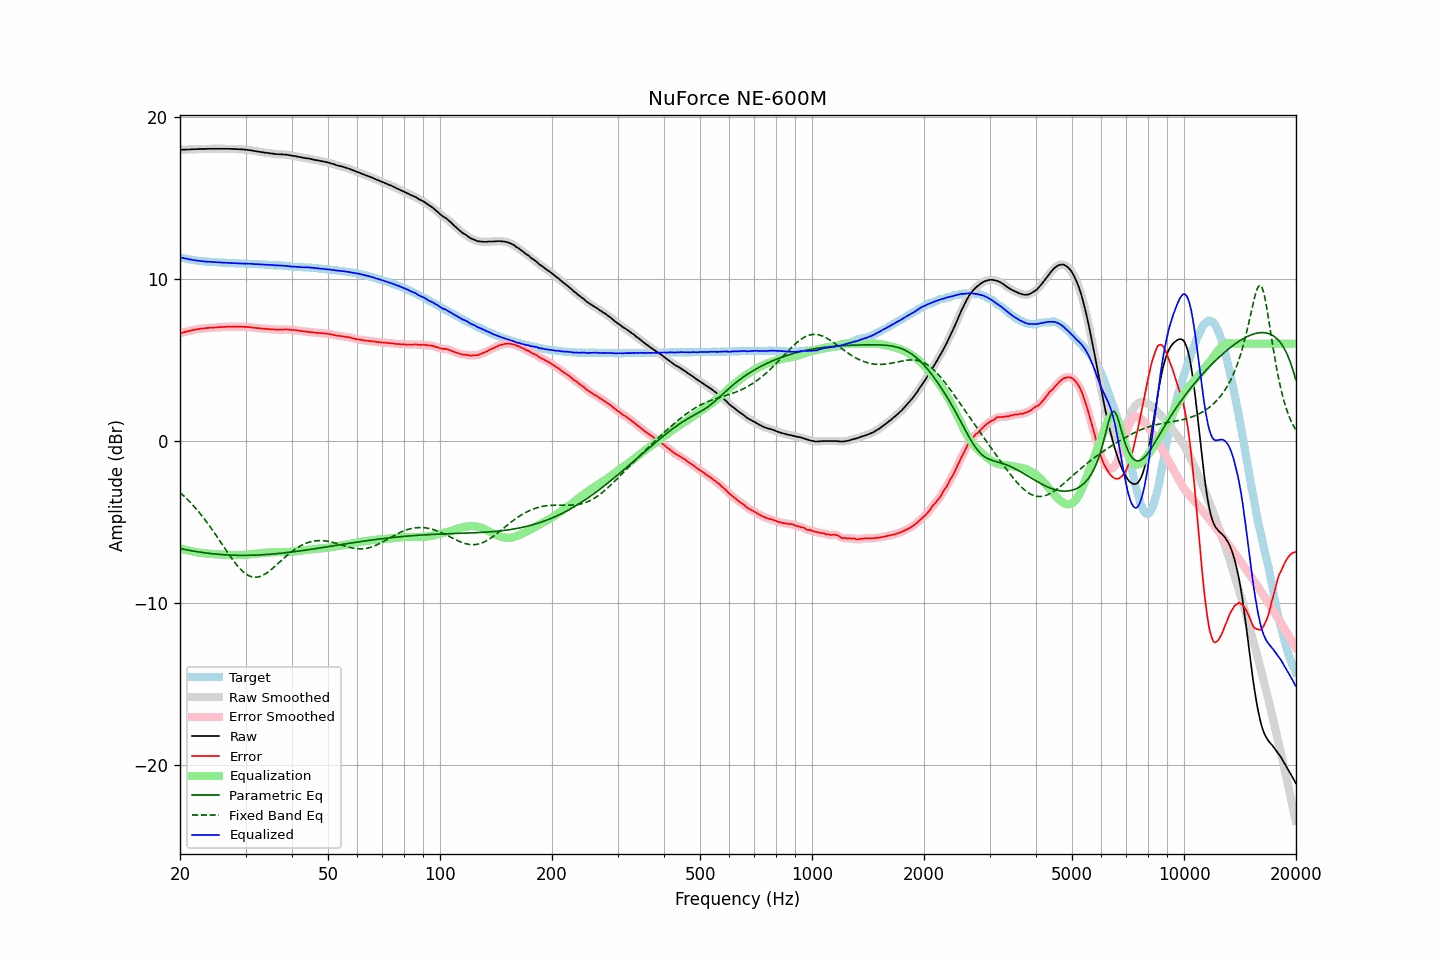 NuForce NE-600M
20
10
0
−10
−20
Amplitude (dBr)
Target
Raw Smoothed
Error Smoothed
Raw
Error
Equalization
Parametric Eq
Fixed Band Eq
Equalized
20 50 100 200 500 1000 2000 5000 10000 20000
Frequency (Hz)